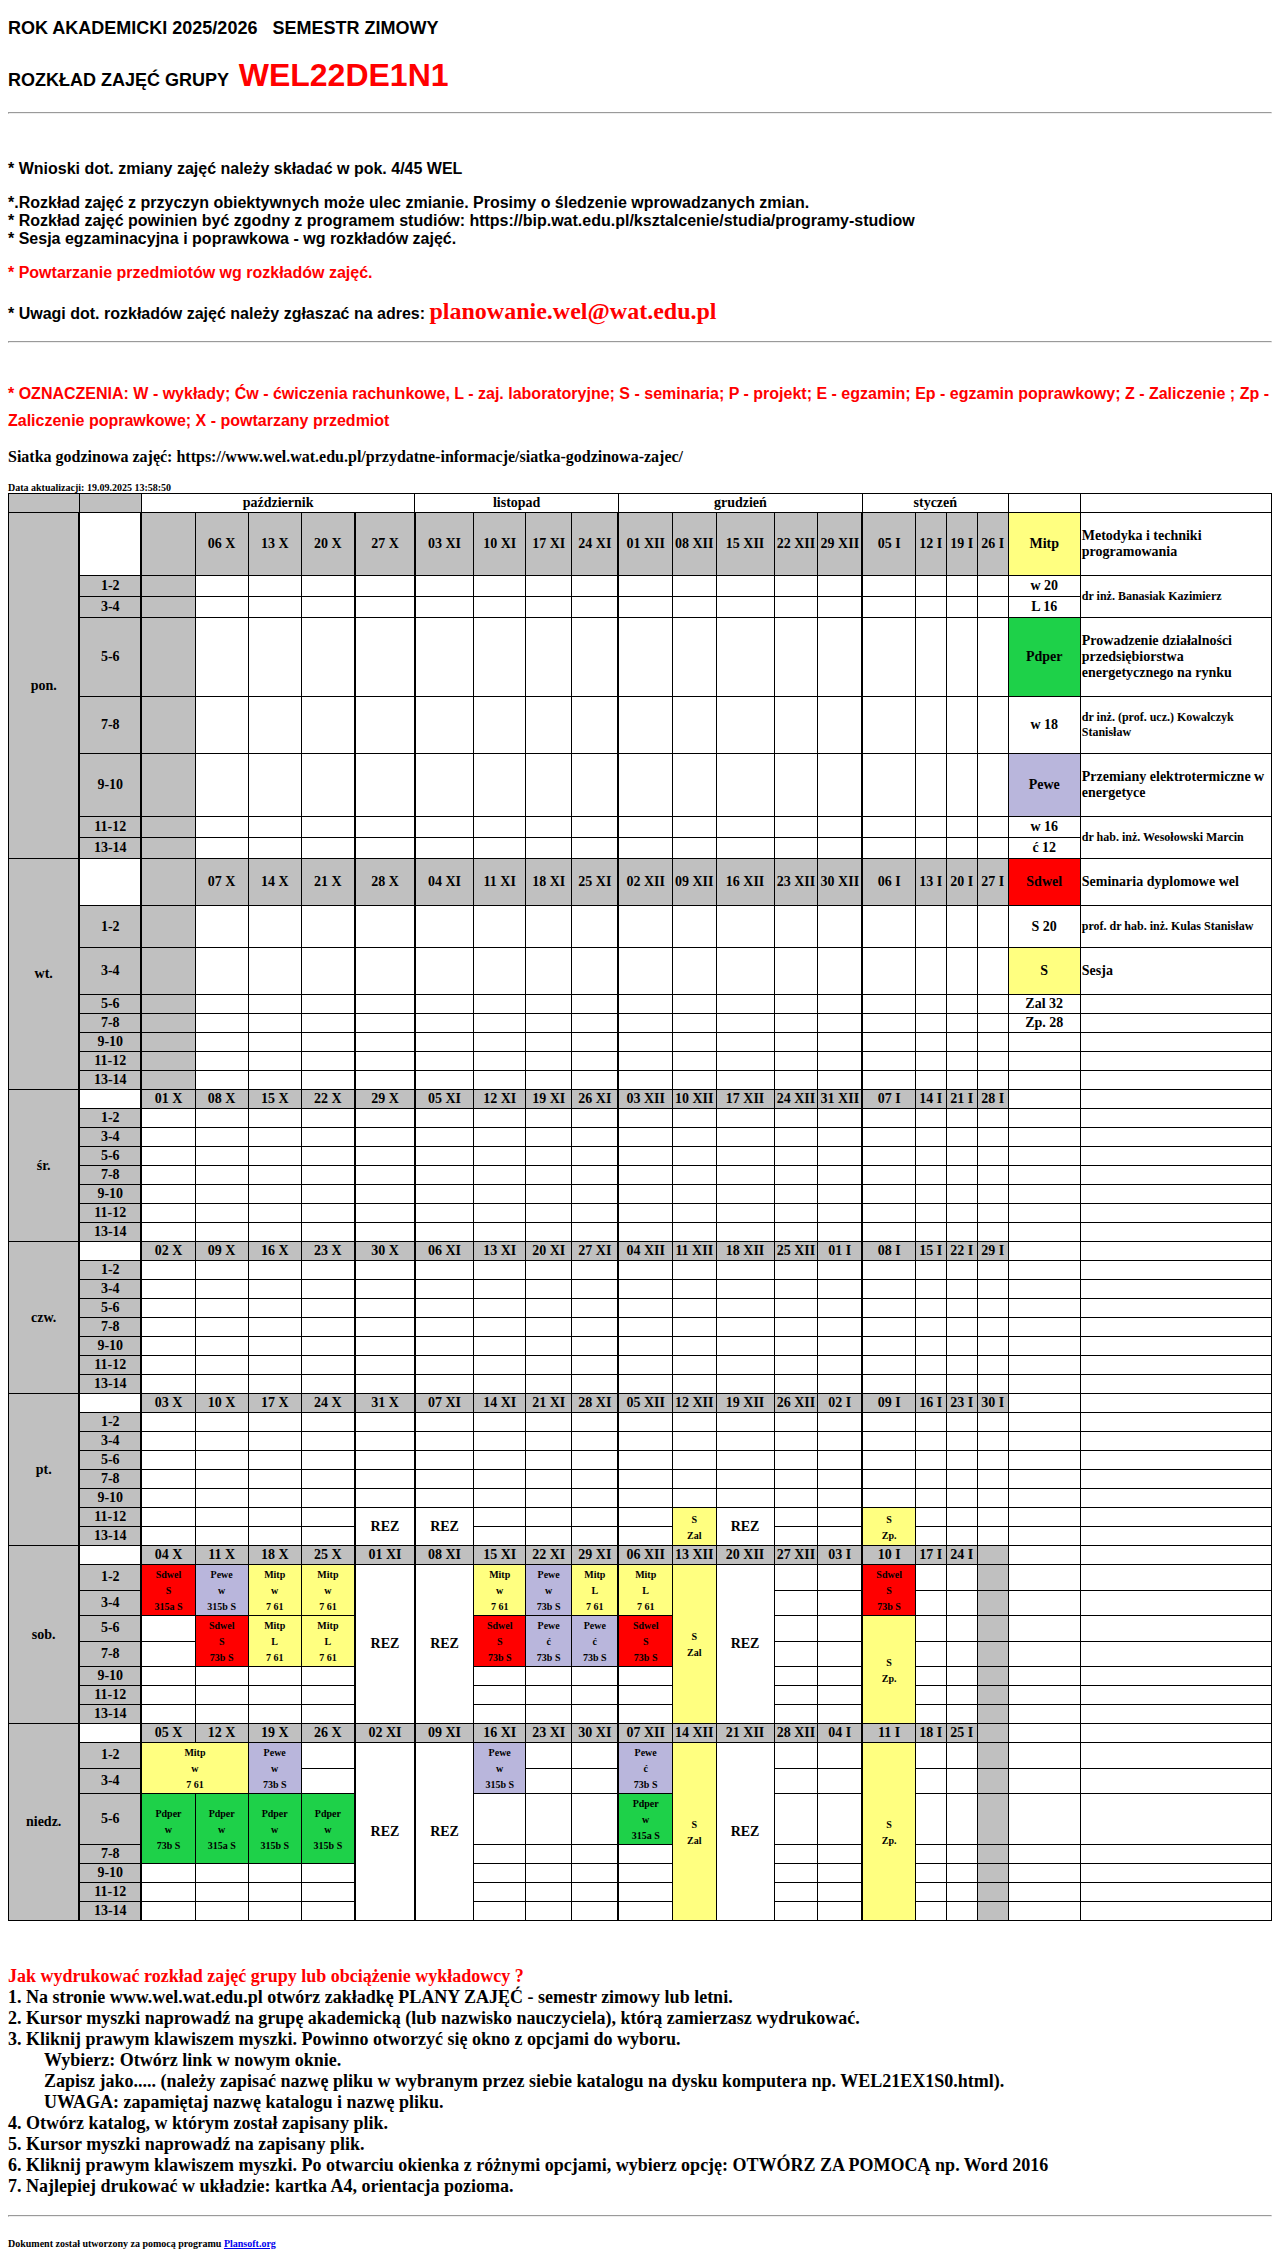 ROK AKADEMICKI 2025/2026 SEMESTR ZIMOWY
ROZKŁAD ZAJĘĆ GRUPY WEL22DE1N1
* Wnioski dot. zmiany zajęć należy składać w pok. 4/45 WEL
*.Rozkład zajęć z przyczyn obiektywnych może ulec zmianie. Prosimy o śledzenie wprowadzanych zmian.
* Rozkład zajęć powinien być zgodny z programem studiów: https://bip.wat.edu.pl/ksztalcenie/studia/programy-studiow
* Sesja egzaminacyjna i poprawkowa - wg rozkładów zajęć.
* Powtarzanie przedmiotów wg rozkładów zajęć.
* Uwagi dot. rozkładów zajęć należy zgłaszać na adres: planowanie.wel@wat.edu.pl
* OZNACZENIA: W - wykłady; Ćw - ćwiczenia rachunkowe, L - zaj. laboratoryjne; S - seminaria; P - projekt; E - egzamin; Ep - egzamin poprawkowy; Z - Zaliczenie ; Zp -
Zaliczenie poprawkowe; X - powtarzany przedmiot
Siatka godzinowa zajęć: https://www.wel.wat.edu.pl/przydatne-informacje/siatka-godzinowa-zajec/
Data aktualizacji: 19.09.2025 13:58:50
październik listopad grudzień styczeń
pon. 06 X 13 X 20 X 27 X 03 XI 10 XI 17 XI 24 XI 01 XII 08 XII 15 XII 22 XII 29 XII 05 I 12 I 19 I 26 I Mitp Metodyka i techniki programowania
1-2 w 20 dr inż. Banasiak Kazimierz
3-4 L 16
5-6 Pdper Prowadzenie działalności przedsiębiorstwa energetycznego na rynku
7-8 w 18 dr inż. (prof. ucz.) Kowalczyk Stanisław
9-10 Pewe Przemiany elektrotermiczne w energetyce
11-12 w 16 dr hab. inż. Wesołowski Marcin
13-14 ć 12
wt. 07 X 14 X 21 X 28 X 04 XI 11 XI 18 XI 25 XI 02 XII 09 XII 16 XII 23 XII 30 XII 06 I 13 I 20 I 27 I Sdwel Seminaria dyplomowe wel
1-2 S 20 prof. dr hab. inż. Kulas Stanisław
3-4 S Sesja
5-6 Zal 32
7-8 Zp. 28
9-10
11-12
13-14
śr. 01 X 08 X 15 X 22 X 29 X 05 XI 12 XI 19 XI 26 XI 03 XII 10 XII 17 XII 24 XII 31 XII 07 I 14 I 21 I 28 I
1-2
3-4
5-6
7-8
9-10
11-12
13-14
czw. 02 X 09 X 16 X 23 X 30 X 06 XI 13 XI 20 XI 27 XI 04 XII 11 XII 18 XII 25 XII 01 I 08 I 15 I 22 I 29 I
1-2
3-4
5-6
7-8
9-10
11-12
13-14
pt. 03 X 10 X 17 X 24 X 31 X 07 XI 14 XI 21 XI 28 XI 05 XII 12 XII 19 XII 26 XII 02 I 09 I 16 I 23 I 30 I
1-2
3-4
5-6
7-8
9-10
11-12 REZ REZ S Zal REZ S Zp.
13-14
sob. 04 X 11 X 18 X 25 X 01 XI 08 XI 15 XI 22 XI 29 XI 06 XII 13 XII 20 XII 27 XII 03 I 10 I 17 I 24 I
1-2 Sdwel Pewe Mitp Mitp Mitp Pewe Mitp Mitp Sdwel
S w w w w w L L S
3-4 315a S 315b S 7 61 7 61 7 61 73b S 7 61 7 61 73b S
5-6 Sdwel Mitp Mitp Sdwel Pewe Pewe Sdwel
S L L REZ REZ S ć ć S S Zal REZ
7-8 73b S 7 61 7 61 73b S 73b S 73b S 73b S S Zp.
9-10
11-12
13-14
niedz. 05 X 12 X 19 X 26 X 02 XI 09 XI 16 XI 23 XI 30 XI 07 XII 14 XII 21 XII 28 XII 04 I 11 I 18 I 25 I
1-2 Mitp Pewe Pewe Pewe
w w w ć
3-4 7 61 73b S 315b S 73b S
5-6 Pdper Pdper Pdper Pdper Pdper
w w w w REZ REZ w S Zal REZ S Zp.
73b S 315a S 315b S 315b S 315a S
7-8
9-10
11-12
13-14
Jak wydrukować rozkład zajęć grupy lub obciążenie wykładowcy ?
1. Na stronie www.wel.wat.edu.pl otwórz zakładkę PLANY ZAJĘĆ - semestr zimowy lub letni.
2. Kursor myszki naprowadź na grupę akademicką (lub nazwisko nauczyciela), którą zamierzasz wydrukować.
3. Kliknij prawym klawiszem myszki. Powinno otworzyć się okno z opcjami do wyboru.
Wybierz: Otwórz link w nowym oknie.
Zapisz jako..... (należy zapisać nazwę pliku w wybranym przez siebie katalogu na dysku komputera np. WEL21EX1S0.html).
UWAGA: zapamiętaj nazwę katalogu i nazwę pliku.
4. Otwórz katalog, w którym został zapisany plik.
5. Kursor myszki naprowadź na zapisany plik.
6. Kliknij prawym klawiszem myszki. Po otwarciu okienka z różnymi opcjami, wybierz opcję: OTWÓRZ ZA POMOCĄ np. Word 2016
7. Najlepiej drukować w układzie: kartka A4, orientacja pozioma.
Dokument został utworzony za pomocą programu Plansoft.org